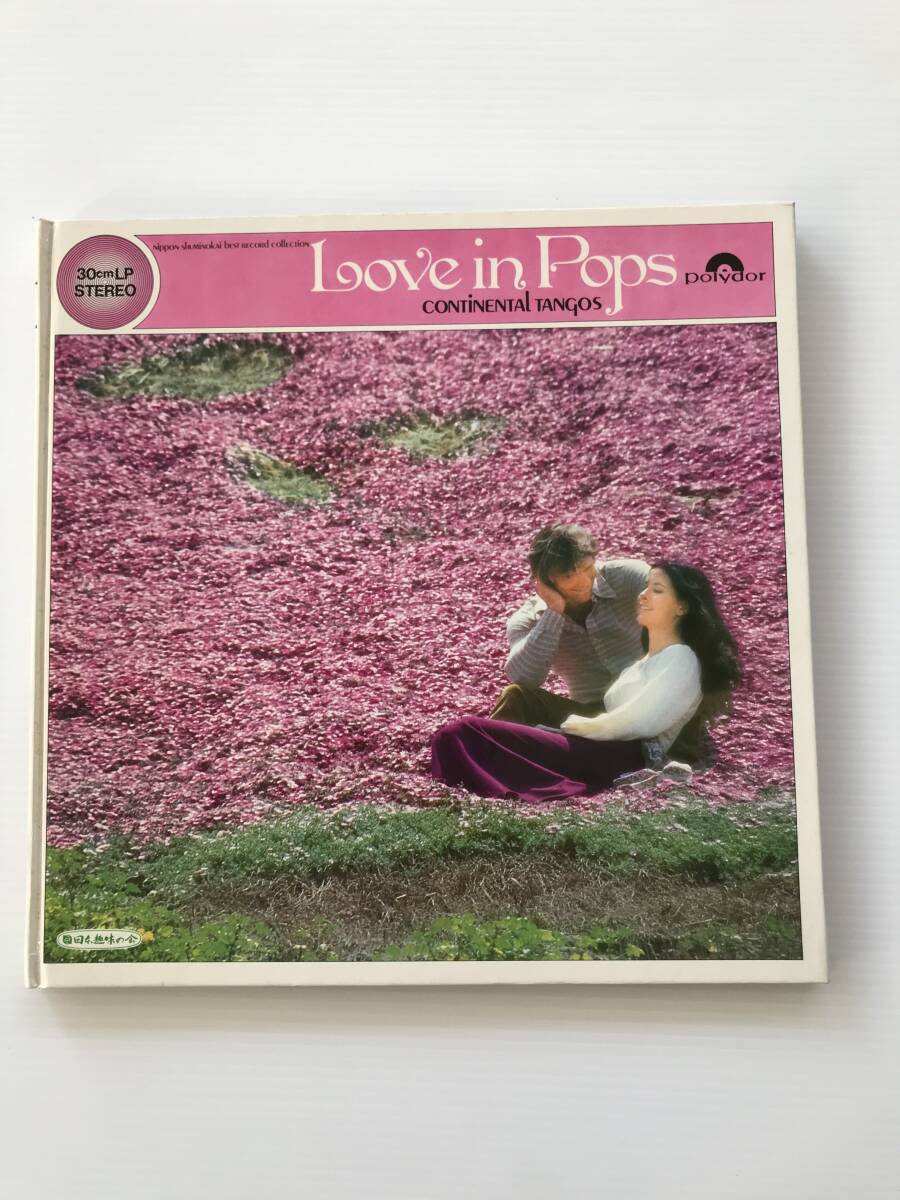 30cm LP
STEREO
Nippon-shuminokai best record collection
Love in Pops
CONTINENTAL TANGOS
polydor
日本趣味の会